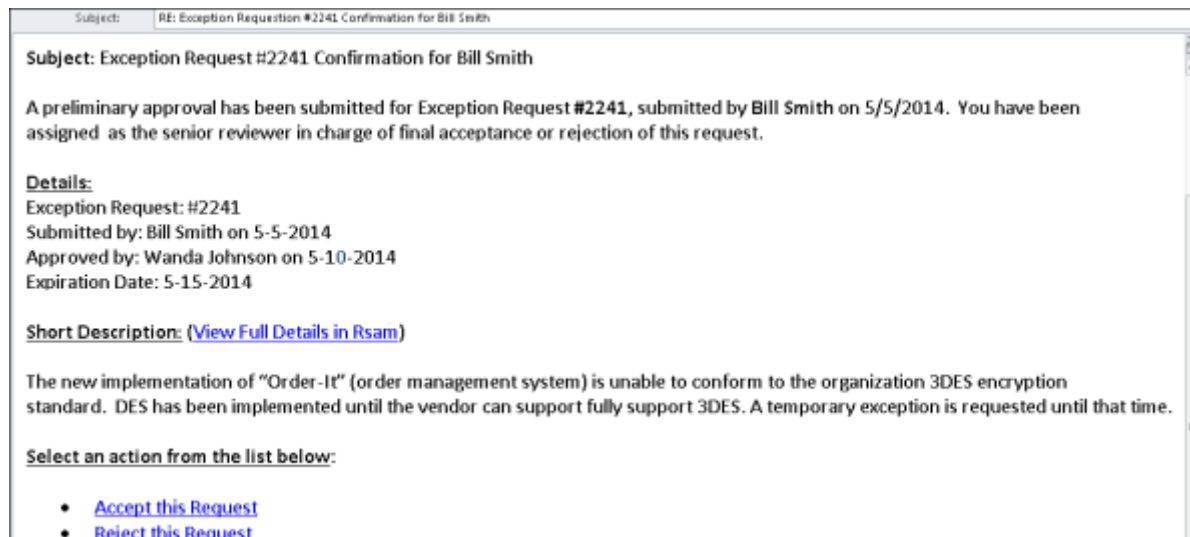 Subject: RE: Exception Requestion #2241 Confirmation for Bill Smith
Subject: Exception Request #2241 Confirmation for Bill Smith
A preliminary approval has been submitted for Exception Request #2241, submitted by Bill Smith on 5/5/2014. You have been
assigned as the senior reviewer in charge of final acceptance or rejection of this request.
Details:
Exception Request: #2241
Submitted by: Bill Smith on 5-5-2014
Approved by: Wanda Johnson on 5-10-2014
Expiration Date: 5-15-2014
Short Description: (View Full Details in Rsam)
The new implementation of “Order-It” (order management system) is unable to conform to the organization 3DES encryption
standard. DES has been implemented until the vendor can support fully support 3DES. A temporary exception is requested until that time.
Select an action from the list below:
• Accept this Request
• Reject this Request